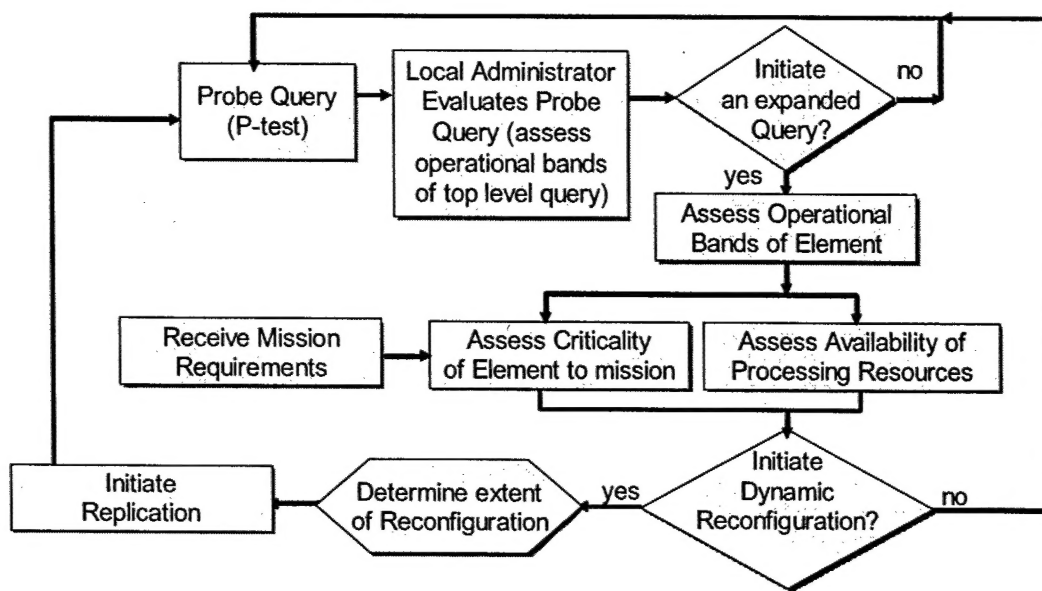 Probe Query
(P-test)
Local Administrator
Evaluates Probe
Query (assess
operational bands
of top level query)
Initiate
an expanded
Query?
no
yes
Assess Operational
Bands of Element
Receive Mission
Requirements
Assess Criticality
of Element to mission
Assess Availability of
Processing Resources
Initiate
Dynamic
Reconfiguration?
no
yes
Determine extent
of Reconfiguration
Initiate
Replication